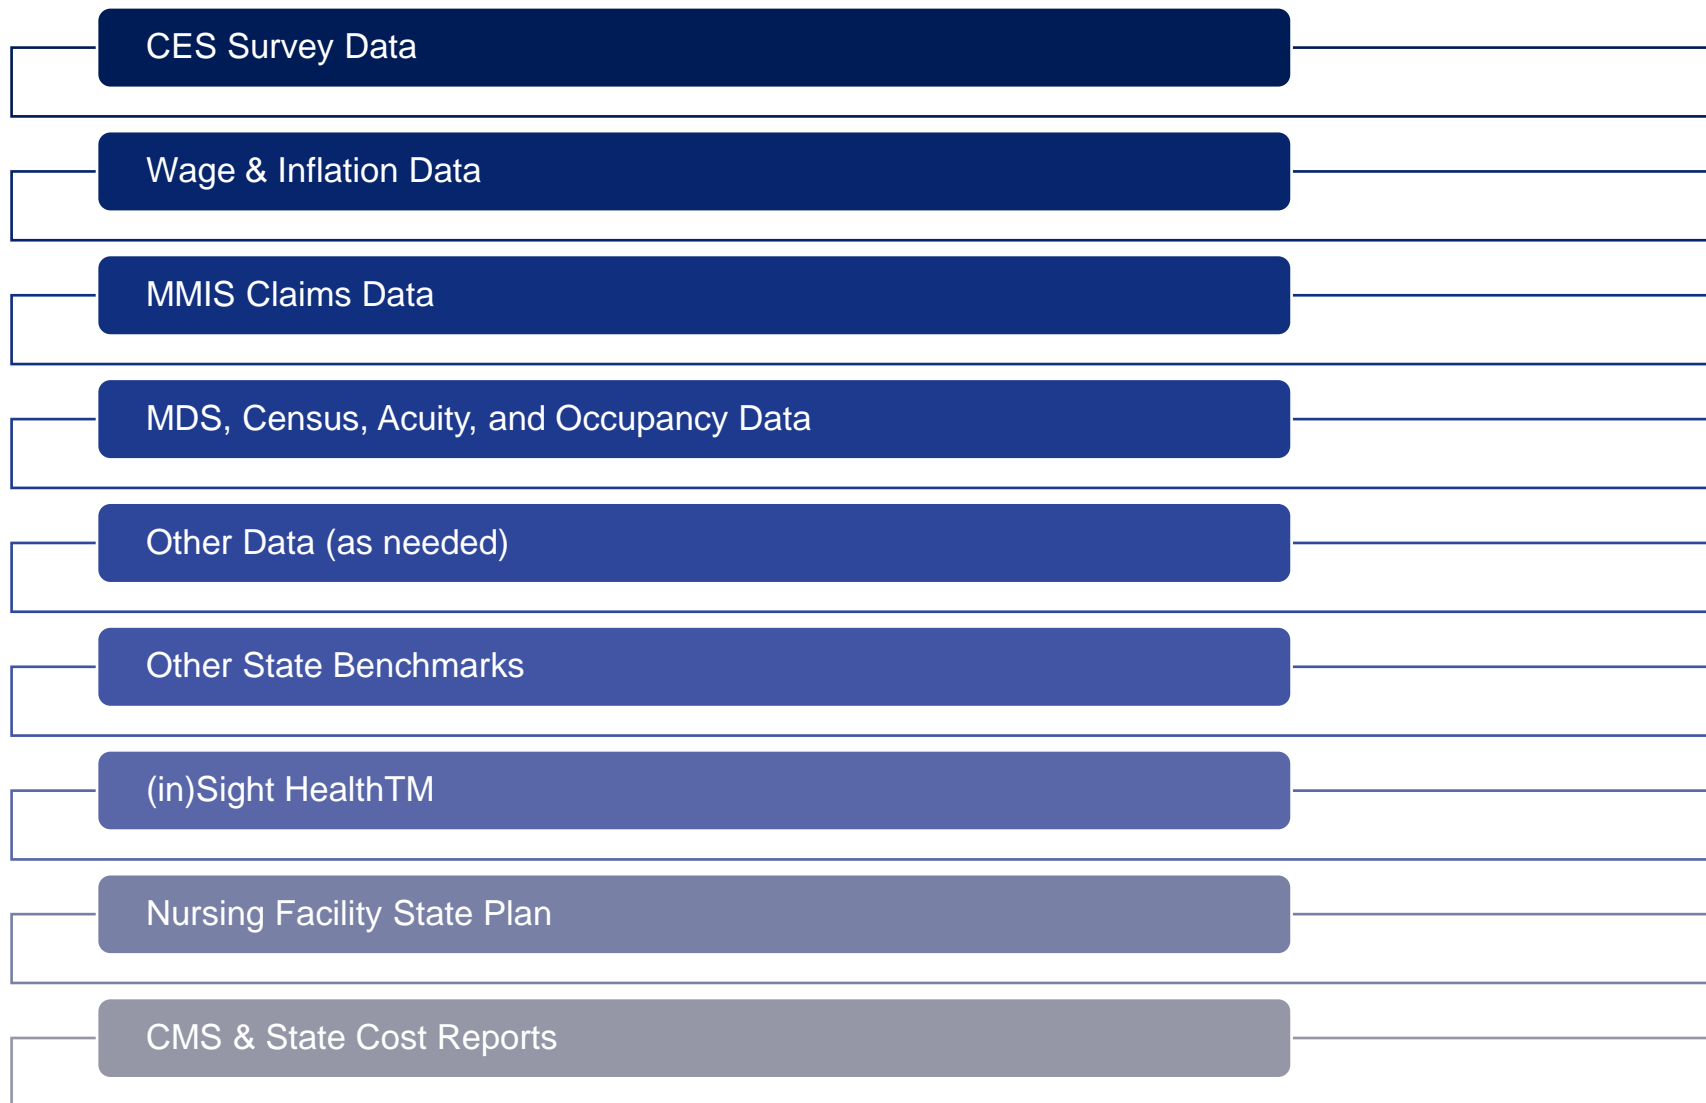 CES Survey Data
Wage & Inflation Data
MMIS Claims Data
MDS, Census, Acuity, and Occupancy Data
Other Data (as needed)
Other State Benchmarks
(in)Sight HealthTM
Nursing Facility State Plan
CMS & State Cost Reports